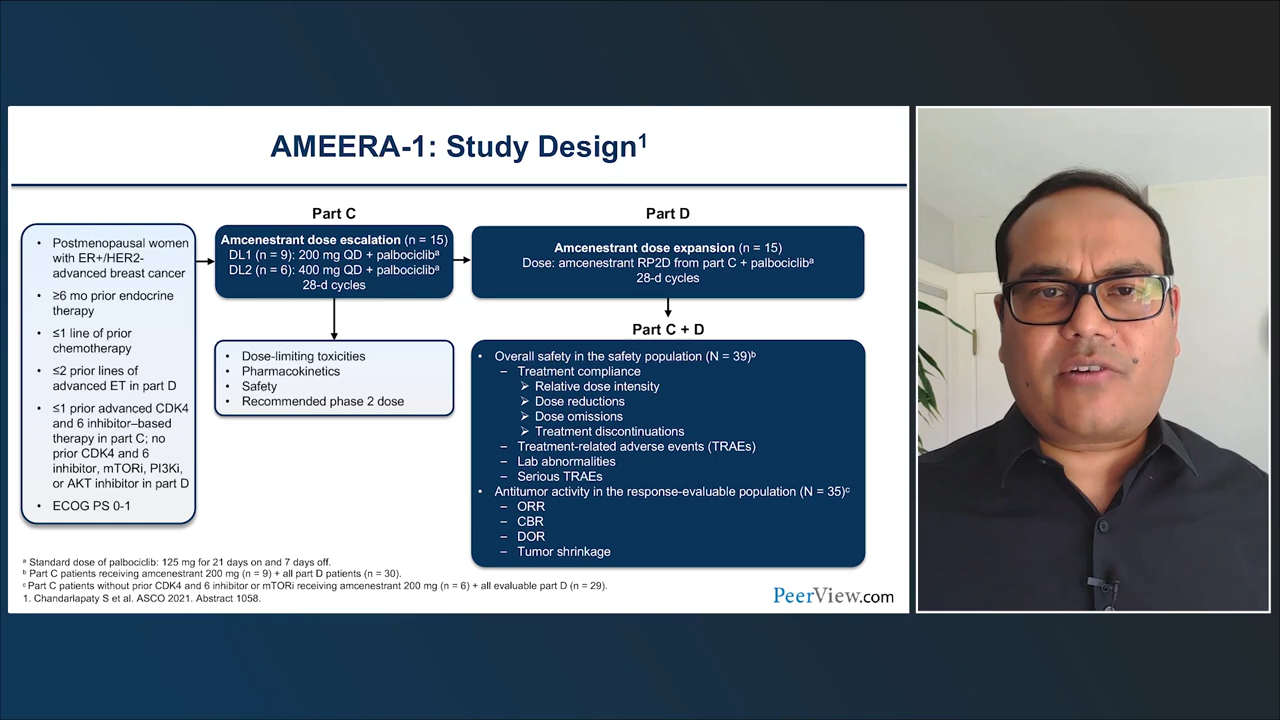 AMEERA-1: Study Design¹
Postmenopausal women
with ER+/HER2-
advanced breast cancer
≥6 mo prior endocrine
therapy
≤1 line of prior
chemotherapy
≤2 prior lines of
advanced ET in part D
≤1 prior advanced CDK4
and 6 inhibitor–based
therapy in part C; no
prior CDK4 and 6
inhibitor, mTORi, PI3Ki,
or AKT inhibitor in part D
ECOG PS 0-1
Part C
Amcenestrant dose escalation (n = 15)
DL1 (n = 9): 200 mg QD + palbociclibᵃ
DL2 (n = 6): 400 mg QD + palbociclibᵃ
28-d cycles
Dose-limiting toxicities
Pharmacokinetics
Safety
Recommended phase 2 dose
Part D
Amcenestrant dose expansion (n = 15)
Dose: amcenestrant RP2D from part C + palbociclibᵃ
28-d cycles
Part C + D
Overall safety in the safety population (N = 39)ᵇ
– Treatment compliance
Relative dose intensity
Dose reductions
Dose omissions
Treatment discontinuations
– Treatment-related adverse events (TRAEs)
– Lab abnormalities
– Serious TRAEs
Antitumor activity in the response-evaluable population (N = 35)ᶜ
– ORR
– CBR
– DOR
– Tumor shrinkage
ᵃ Standard dose of palbociclib: 125 mg for 21 days on and 7 days off.
ᵇ Part C patients receiving amcenestrant 200 mg (n = 9) + all part D patients (n = 30).
ᶜ Part C patients without prior CDK4 and 6 inhibitor or mTORi receiving amcenestrant 200 mg (n = 6) + all evaluable part D (n = 29).
1. Chandarlapaty S et al. ASCO 2021. Abstract 1058.
PeerView.com